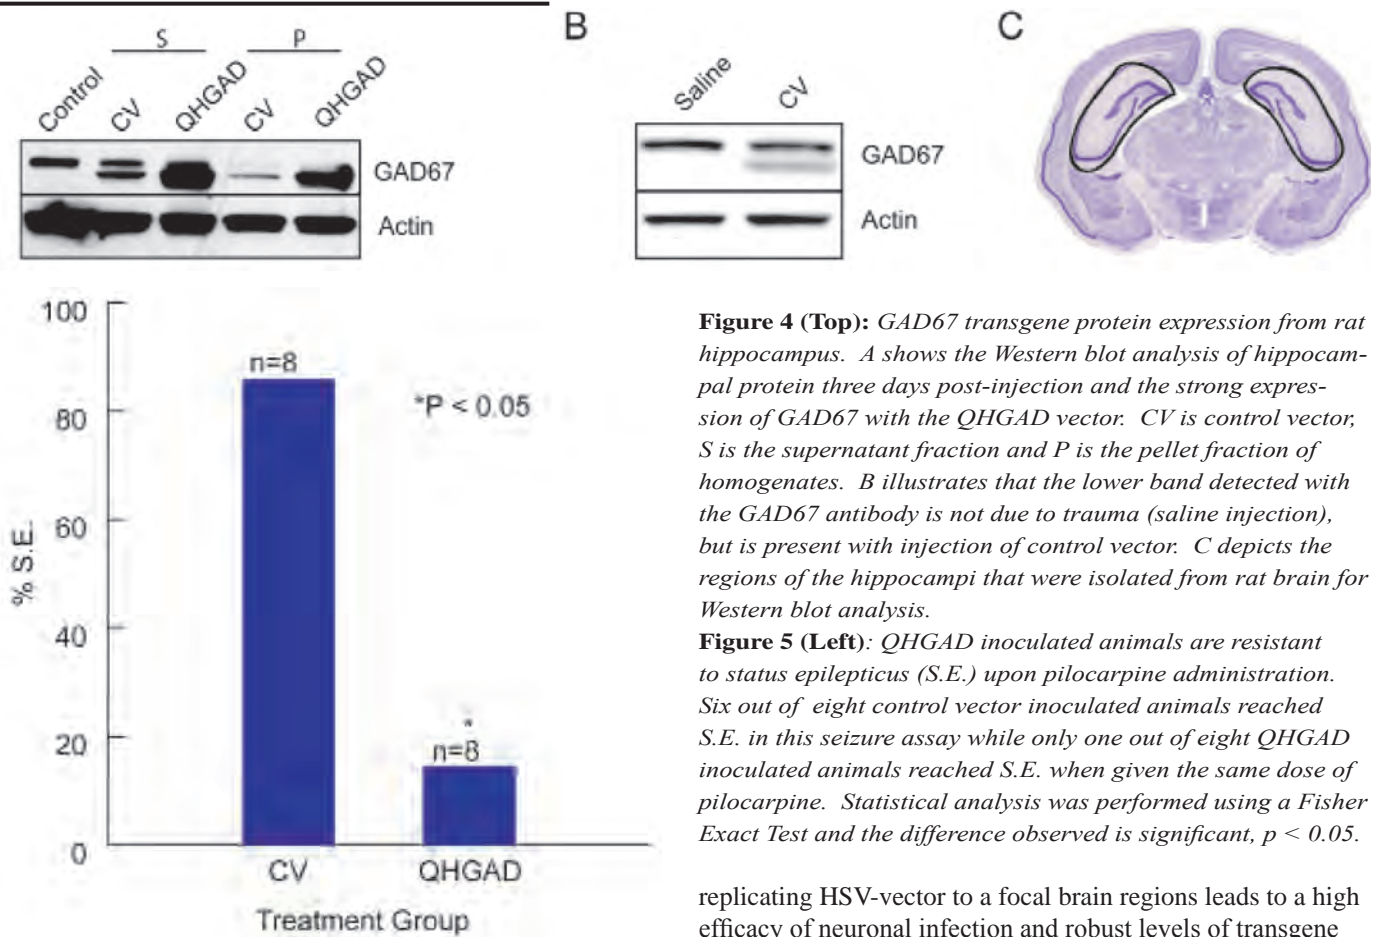 S P
Control CV QHGAD CV QHGAD
GAD67
Actin
B
Saline CV
GAD67
Actin
C
100
80
60
40
20
0
% S.E.
n=8
*P < 0.05
*
n=8
CV QHGAD
Treatment Group
Figure 4 (Top): GAD67 transgene protein expression from rat
hippocampus. A shows the Western blot analysis of hippocam-
pal protein three days post-injection and the strong expres-
sion of GAD67 with the QHGAD vector. CV is control vector,
S is the supernatant fraction and P is the pellet fraction of
homogenates. B illustrates that the lower band detected with
the GAD67 antibody is not due to trauma (saline injection),
but is present with injection of control vector. C depicts the
regions of the hippocampi that were isolated from rat brain for
Western blot analysis.
Figure 5 (Left): QHGAD inoculated animals are resistant
to status epilepticus (S.E.) upon pilocarpine administration.
Six out of eight control vector inoculated animals reached
S.E. in this seizure assay while only one out of eight QHGAD
inoculated animals reached S.E. when given the same dose of
pilocarpine. Statistical analysis was performed using a Fisher
Exact Test and the difference observed is significant, p < 0.05.
replicating HSV-vector to a focal brain regions leads to a high
efficacy of neuronal infection and robust levels of transgene